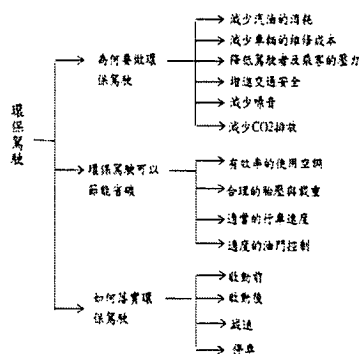 環保駕駛
為何要做環
保駕駛
減少汽油的消耗
減少車輛的維修成本
降低駕駛者及乘客的壓力
增進交通安全
減少噪音
減少CO2排放
環保駕駛可以
節能省碳
有效率的使用空調
合理的胎壓與載重
適當的行車速度
適度的油門控制
如何落實環
保駕駛
啟動前
啟動後
減速
停車